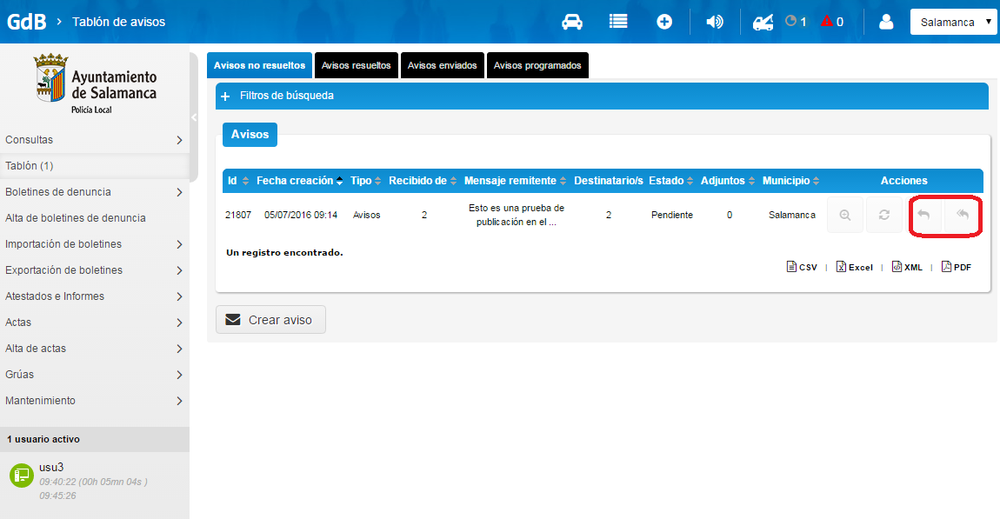 GdB > Tablón de avisos
1
0
Salamanca
Ayuntamiento
de Salamanca
Policía Local
Consultas
Tablón (1)
Boletines de denuncia
Alta de boletines de denuncia
Importación de boletines
Exportación de boletines
Atestados e Informes
Actas
Alta de actas
Grúas
Mantenimiento
1 usuario activo
usu3
09:40:22 (00h 05mn 04s )
09:45:26
Avisos no resueltos Avisos resueltos Avisos enviados Avisos programados
+ Filtros de búsqueda
Avisos
Id Fecha creación Tipo Recibido de Mensaje remitente Destinatario/s Estado Adjuntos Municipio Acciones
21807 05/07/2016 09:14 Avisos 2 Esto es una prueba de 2 Pendiente 0 Salamanca
publicación en el ...
Un registro encontrado.
CSV | Excel | XML | PDF
Crear aviso